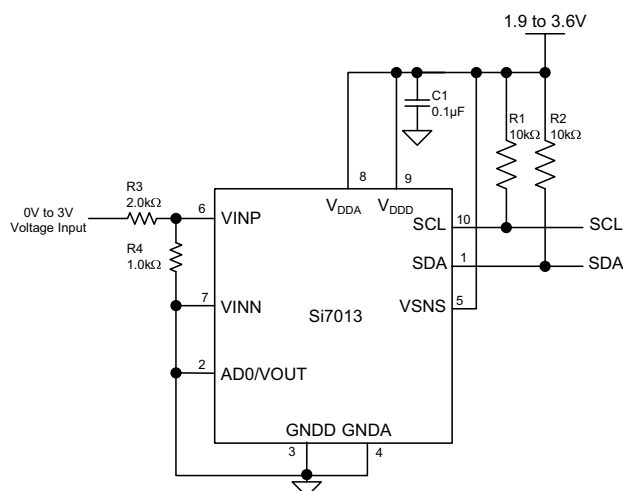 1.9 to 3.6V
C1
0.1µF
R1
10kΩ
R2
10kΩ
8
9
R3
2.0kΩ
0V to 3V
Voltage Input
6
VINP
VDDA
VDDD
SCL
10
SCL
R4
1.0kΩ
SDA
1
SDA
7
VINN
Si7013
VSNS
5
2
AD0/VOUT
GNDD
GNDA
3
4